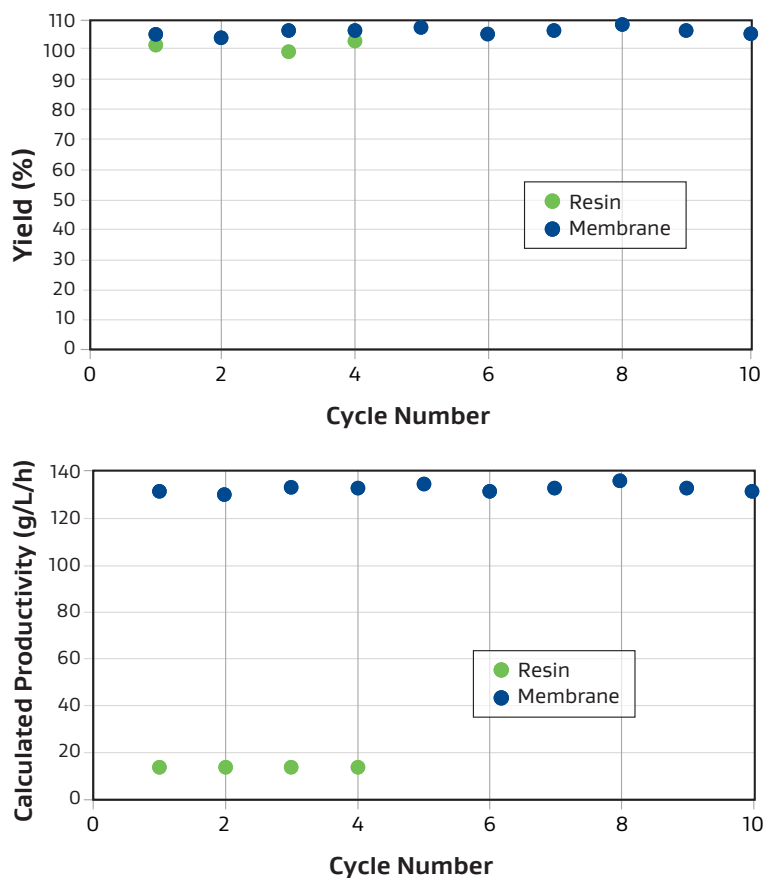 110
100
90
80
70
60
50
40
30
20
10
0
Yield (%)
Resin
Membrane
0 2 4 6 8 10
Cycle Number
140
120
100
80
60
40
20
0
Calculated Productivity (g/L/h)
Resin
Membrane
0 2 4 6 8 10
Cycle Number